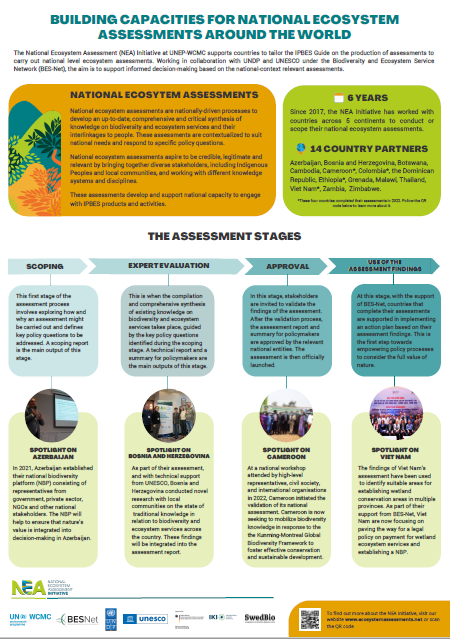 BUILDING CAPACITIES FOR NATIONAL ECOSYSTEM
ASSESSMENTS AROUND THE WORLD
The National Ecosystem Assessment (NEA) Initiative at UNEP-WCMC supports countries to tailor the IPBES Guide on the production of assessments to
carry out national level ecosystem assessments. Working in collaboration with UNDP and UNESCO under the Biodiversity and Ecosystem Service
Network (BES-Net), the aim is to support informed decision-making based on the national-context relevant assessments.
NATIONAL ECOYSTEM ASSESSMENTS
National ecosystem assessments are nationally-driven processes to
develop an up-to-date, comprehensive and critical synthesis of
knowledge on biodiversity and ecosystem services and their
interlinkages to people. These assessments are contextualized to suit
national needs and respond to specific policy questions.
National ecosystem assessments aspire to be credible, legitimate and
relevant by bringing together diverse stakeholders, including Indigenous
Peoples and local communities, and working with different knowledge
systems and disciplines.
These assessments develop and support national capacity to engage
with IPBES products and activities.
6 YEARS
Since 2017, the NEA Initiative has worked with
countries across 5 continents to conduct or
scope their national ecosystem assessments.
14 COUNTRY PARTNERS
Azerbaijan, Bosnia and Herzegovina, Botswana,
Cambodia, Cameroon*, Colombia*, the Dominican
Republic, Ethiopia*, Grenada, Malawi, Thailand,
Viet Nam*, Zambia, Zimbabwe.
*These four countries completed their assessments in 2022. Follow the QR
code below to learn more about it.
THE ASSESSMENT STAGES
SCOPING
This first stage of the
assessment process
involves exploring how and
why an assessment might
be carried out and defines
key policy questions to be
addressed. A scoping report
is the main output of this
stage.
EXPERT EVALUATION
This is when the compilation
and comprehensive synthesis
of existing knowledge on
biodiversity and ecosystem
services takes place, guided
by the key policy questions
identified during the scoping
stage. A technical report and a
summary for policymakers are
the main outputs of this stage.
APPROVAL
In this stage, stakeholders
are invited to validate the
findings of the assessment.
After the validation process,
the assessment report and
summary for policymakers
are approved by the relevant
national entities. The
assessment is then officially
launched.
USE OF THE
ASSESSMENT FINDINGS
At this stage, with the support
of BES-Net, countries that
complete their assessments
are supported in implementing
an action plan based on their
assessment findings. This is
the first step towards
empowering policy processes
to consider the full value of
nature.
SPOTLIGHT ON
AZERBAIJAN
In 2021, Azerbaijan established
their national biodiversity
platform (NBP) consisting of
representatives from
government, private sector,
NGOs and other national
stakeholders. The NBP will
help to ensure that nature's
value is integrated into
decision-making in Azerbaijan.
SPOTLIGHT ON
BOSNIA AND HERZEGOVINA
As part of their assessment,
and with technical support
from UNESCO, Bosnia and
Herzegovina conducted novel
research with local
communities on the state of
traditional knowledge in
relation to biodiversity and
ecosystem services across
the country. These findings
will be integrated into the
assessment report.
SPOTLIGHT ON
CAMEROON
At a national workshop
attended by high-level
representatives, civil society,
and international organisations
in 2022, Cameroon initiated the
validation of its national
assessment. Cameroon is now
seeking to mobilize biodiversity
knowledge in response to the
the Kunming-Montreal Global
Biodiversity Framework to
foster effective conservation
and sustainable development.
SPOTLIGHT ON
VIET NAM
The findings of Viet Nam's
assessment have been used
to identify suitable areas for
establishing wetland
conservation areas in multiple
provinces. As part of their
support from BES-Net, Viet
Nam are now focusing on
paving the way for a legal
policy on payment for wetland
ecosystem services and
establishing a NBP.
NEA
NATIONAL
ECOSYSTEM
ASSESSMENT
INITIATIVE
UN WCMC
BESNet
unesco
IKI
SwedBio
To find out more about the NEA Initiative, visit our
website www.ecosystemassessments.net or scan
the QR code